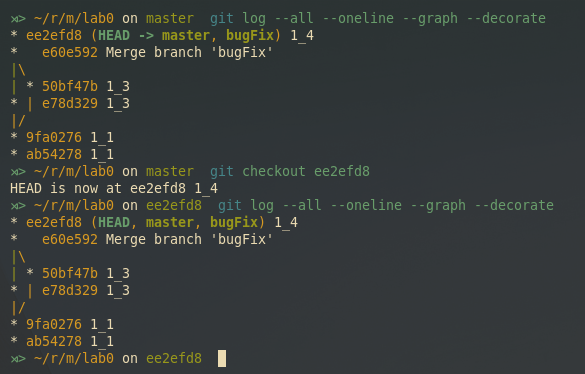 ⋊> ~/r/m/lab0 on master  git log --all --oneline --graph --decorate
* ee2efd8 (HEAD -> master, bugFix) 1_4
*   e60e592 Merge branch 'bugFix'
|\
| * 50bf47b 1_3
* | e78d329 1_3
|/
* 9fa0276 1_1
* ab54278 1_1
⋊> ~/r/m/lab0 on master  git checkout ee2efd8
HEAD is now at ee2efd8 1_4
⋊> ~/r/m/lab0 on ee2efd8  git log --all --oneline --graph --decorate
* ee2efd8 (HEAD, master, bugFix) 1_4
*   e60e592 Merge branch 'bugFix'
|\
| * 50bf47b 1_3
* | e78d329 1_3
|/
* 9fa0276 1_1
* ab54278 1_1
⋊> ~/r/m/lab0 on ee2efd8